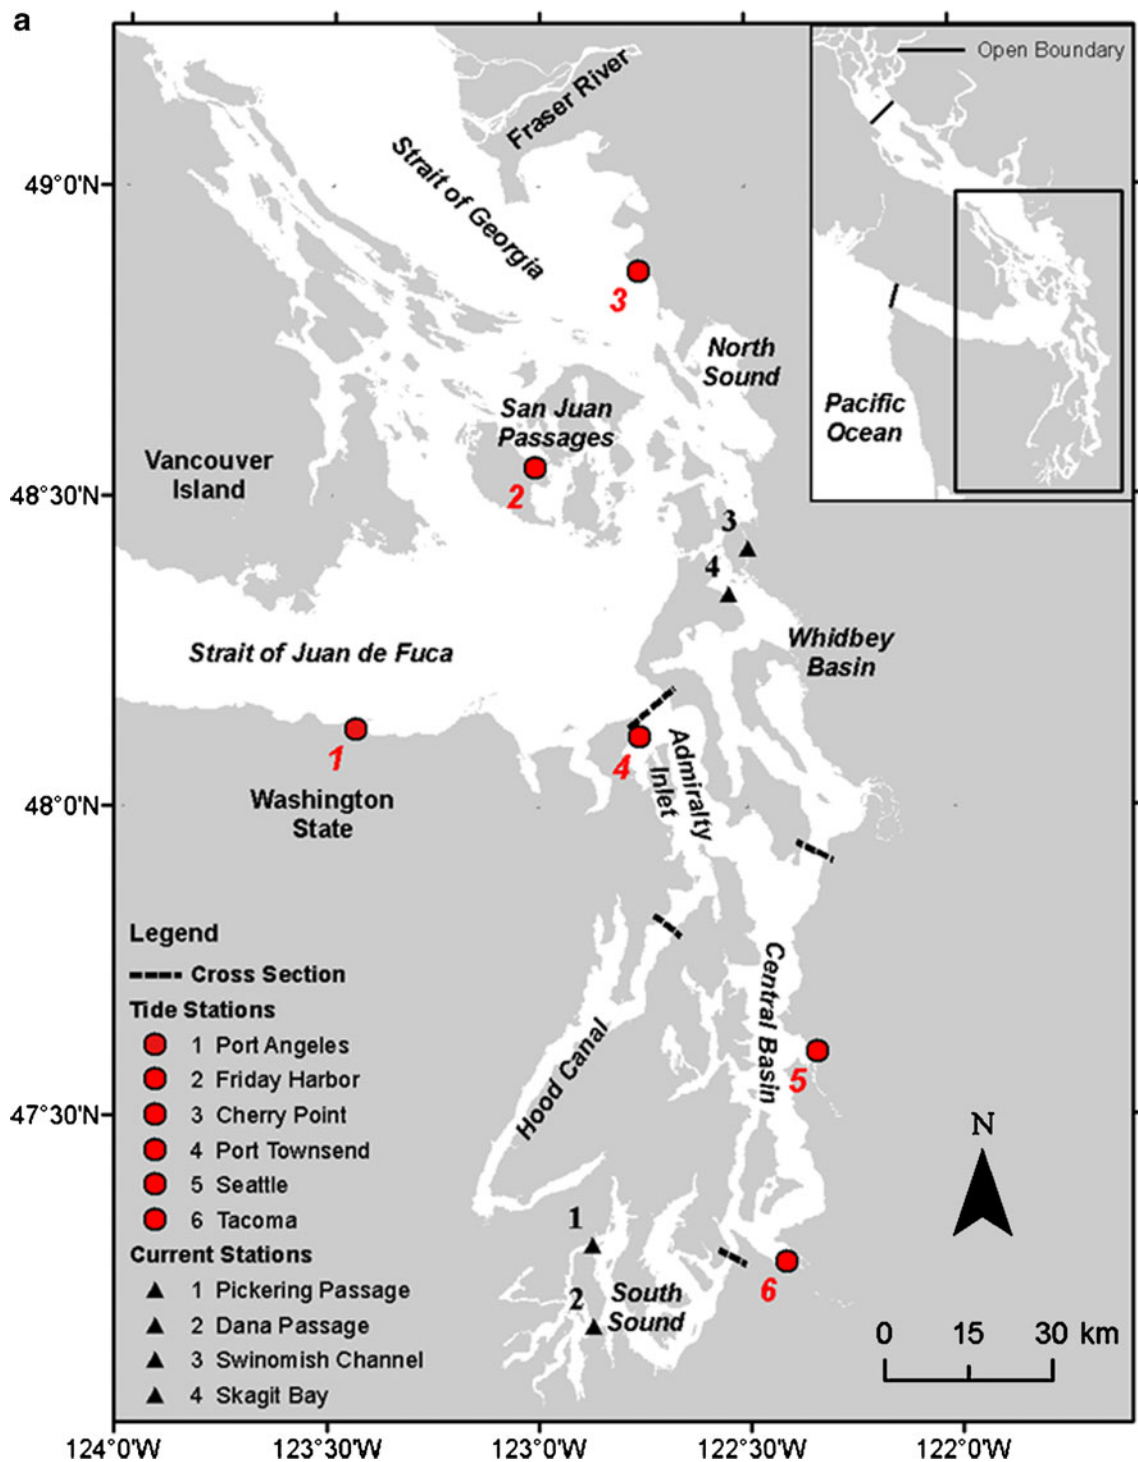 a
Open Boundary
Fraser River
49°0'N
Strait of Georgia
3
North
Sound
San Juan
Passages
Pacific
Ocean
Vancouver
Island
2
48°30'N
3
4
Whidbey
Basin
Strait of Juan de Fuca
1
4
Admiralty
Inlet
Washington
State
48°0'N
Legend
Cross Section
Tide Stations
1 Port Angeles
2 Friday Harbor
3 Cherry Point
4 Port Townsend
5 Seattle
6 Tacoma
Current Stations
1 Pickering Passage
2 Dana Passage
3 Swinomish Channel
4 Skagit Bay
Central Basin
Hood Canal
5
47°30'N
N
1
2
South
Sound
6
0 15 30 km
124°0'W 123°30'W 123°0'W 122°30'W 122°0'W